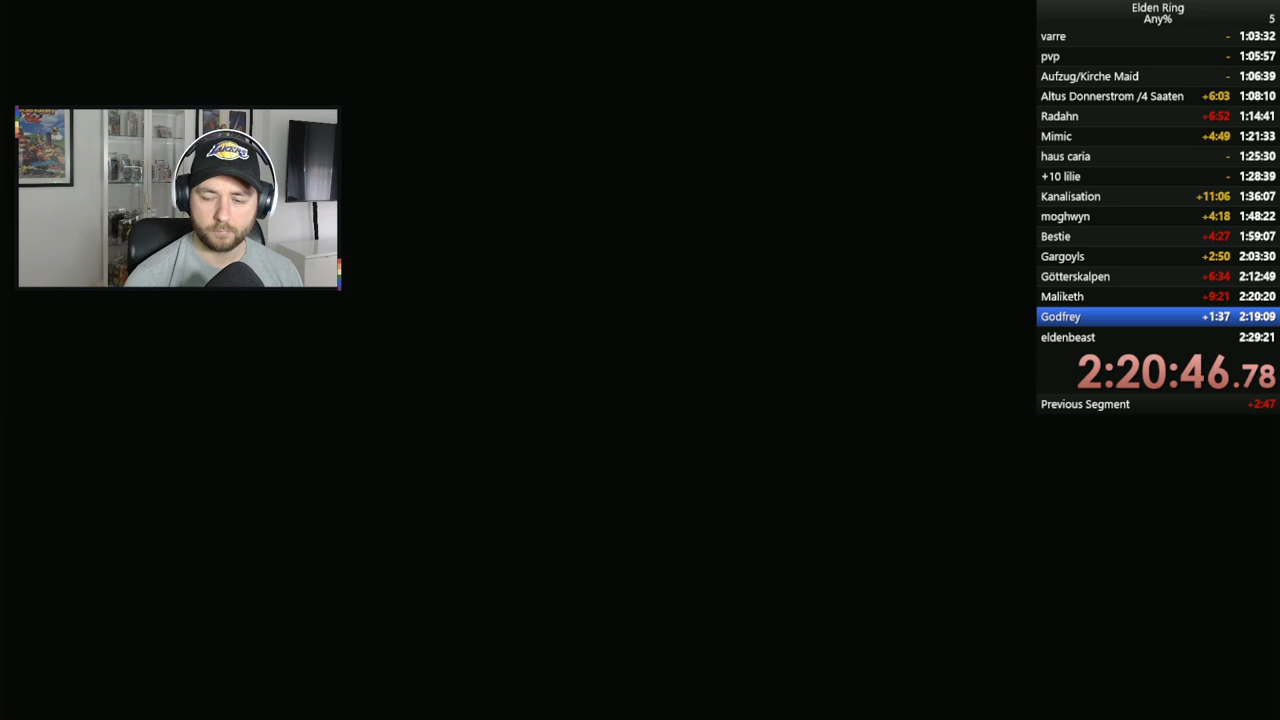 Elden Ring
Any% 5
varre - 1:03:32
pvp - 1:05:57
Aufzug/Kirche Maid - 1:06:39
Altus Donnerstrom /4 Saaten +6:03 1:08:10
Radahn +6:52 1:14:41
Mimic +4:49 1:21:33
haus caria - 1:25:30
+10 lilie - 1:28:39
Kanalisation +11:06 1:36:07
moghwyn +4:18 1:48:22
Bestie +4:27 1:59:07
Gargoyls +2:50 2:03:30
Götterskalpen +6:34 2:12:49
Maliketh +9:21 2:20:20
Godfrey +1:37 2:19:09
eldenbeast 2:29:21
2:20:46.78
Previous Segment +2:47
LAKERS